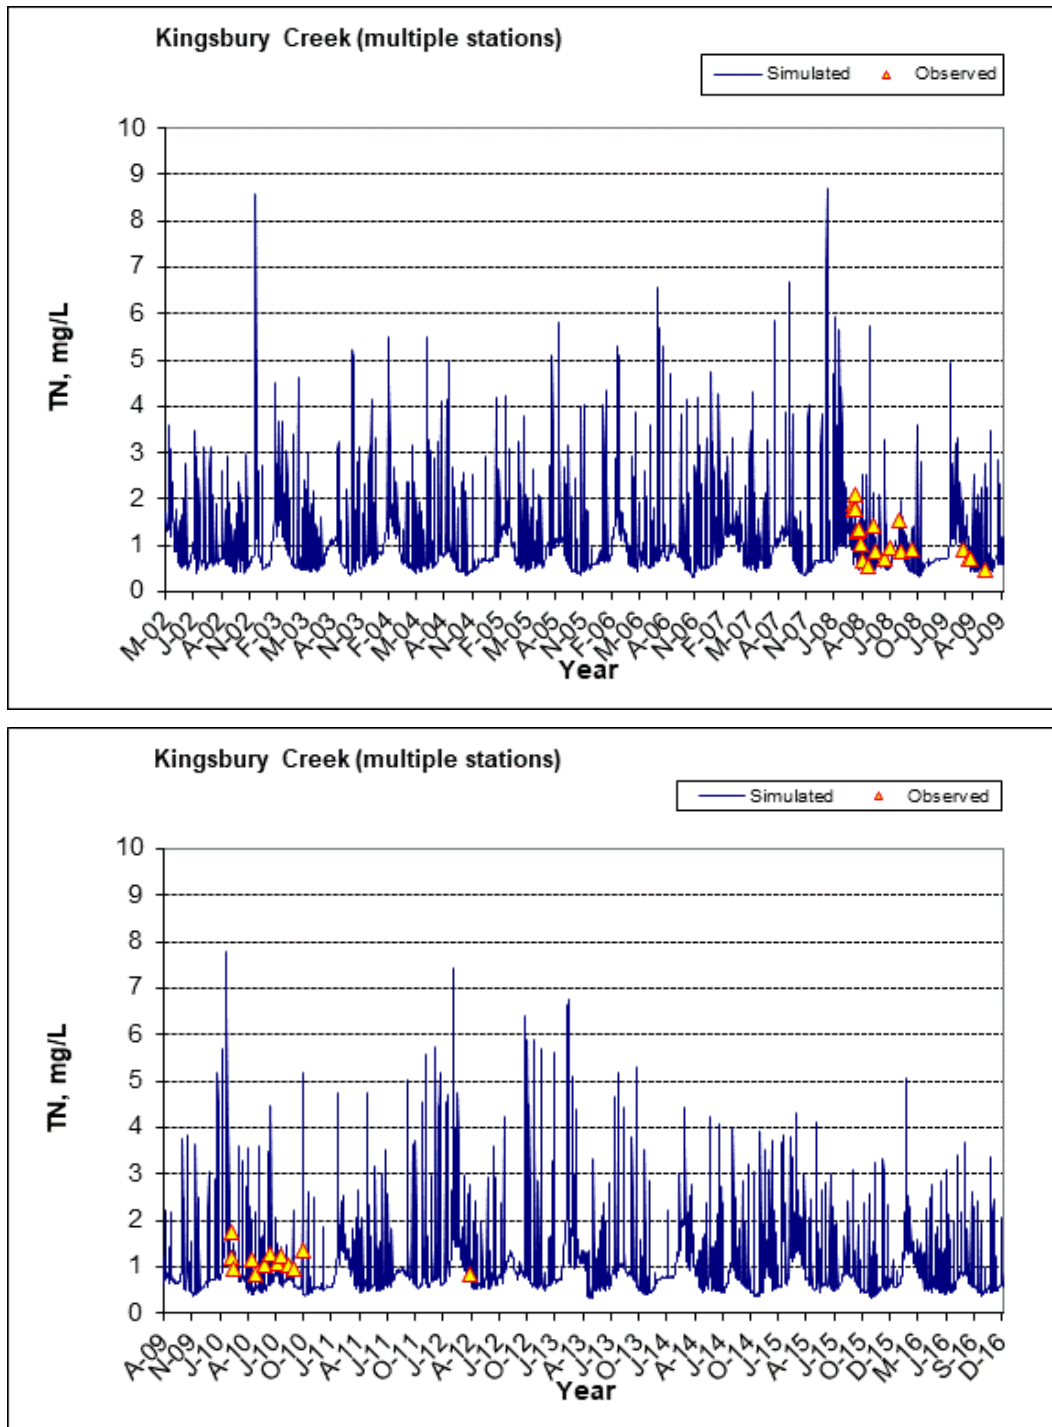 Kingsbury Creek (multiple stations)
Simulated Observed
10
9
8
7
6
5
4
3
2
1
0
TN, mg/L
M-02 J-02 A-02 N-02 F-03 M-03 A-03 N-03 F-04 M-04 A-04 N-04 F-05 M-05 A-05 N-05 F-06 M-06 A-06 N-06 F-07 M-07 A-07 N-07 J-08 A-08 J-08 O-08 J-09 A-09 J-09
Year
Kingsbury Creek (multiple stations)
Simulated Observed
10
9
8
7
6
5
4
3
2
1
0
TN, mg/L
A-09 N-09 J-10 A-10 J-10 O-10 J-11 A-11 J-11 O-11 J-12 A-12 J-12 O-12 J-13 A-13 J-13 O-13 J-14 A-14 J-14 O-14 J-15 A-15 J-15 O-15 D-15 M-16 J-16 S-16 D-16
Year